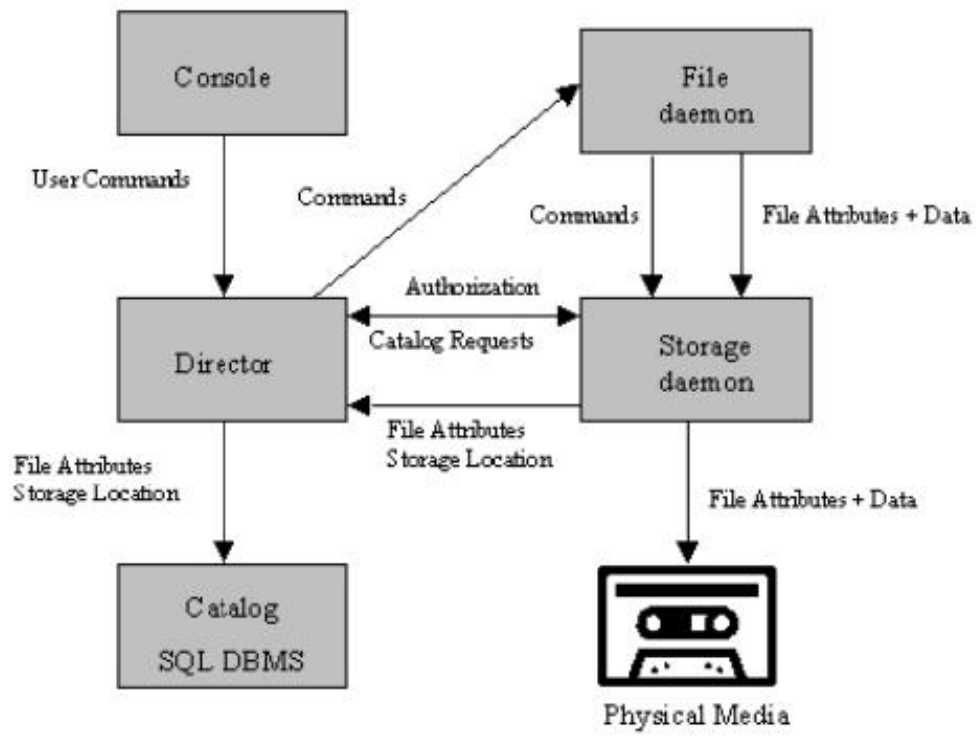 Console
File
daemon
User Commands
Commands
Commands
File Attributes + Data
Authorization
Catalog Requests
Director
Storage
daemon
File Attributes
Storage Location
File Attributes
Storage Location
File Attributes + Data
Catalog
SQL DBMS
Physical Media